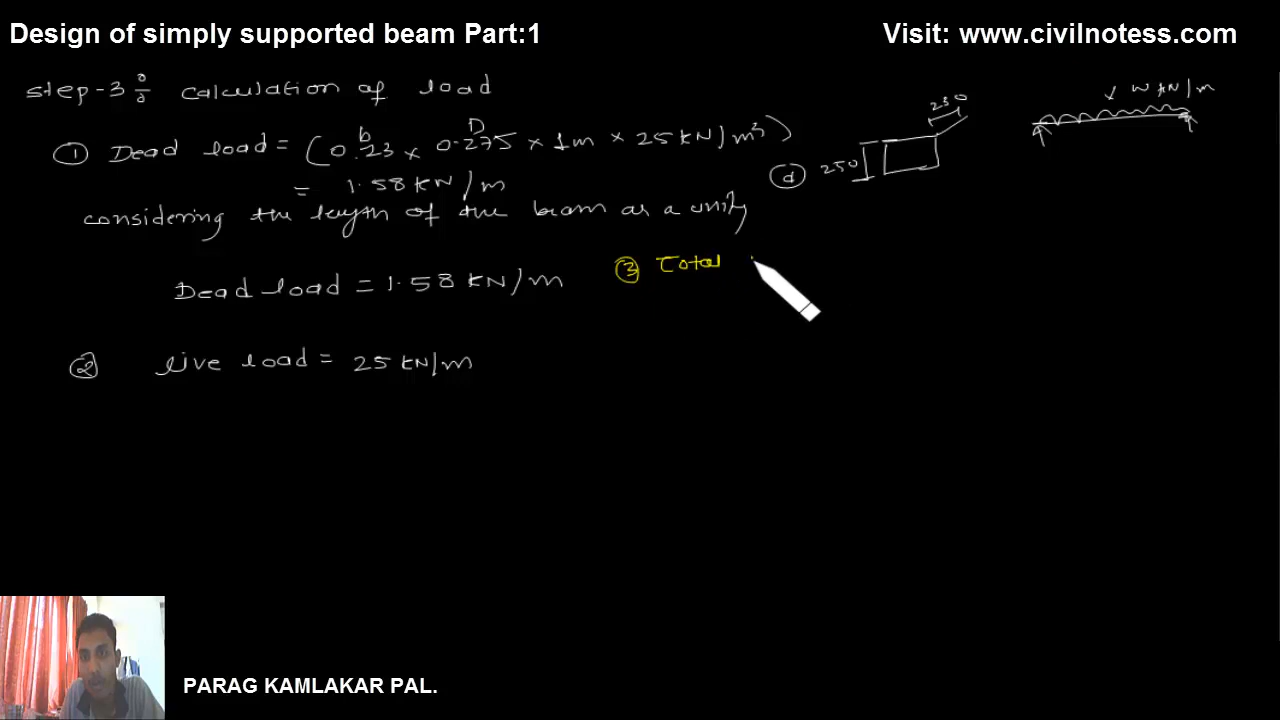 Design of simply supported beam Part:1
Visit: www.civilnotess.com
step-3 : calculation of load
① Dead load = (0.23 × 0.275 × 1m × 25 kN/m³)
b D
= 1.58 kN/m
considering the length of the beam as a unity
Dead load = 1.58 kN/m
② live load = 25 kN/m
③ Total
d 250
230
w kN/m
PARAG KAMLAKAR PAL.